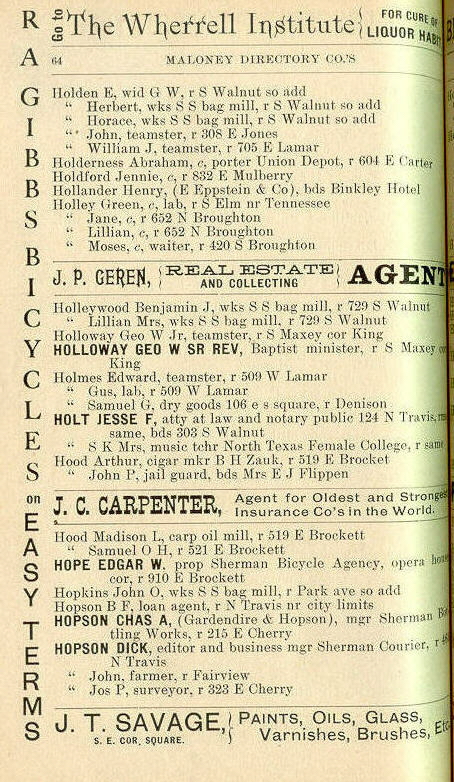 RA GIBBS BICYCLES on EASY TERMS
Go to The Wherrell Institute { FOR CURE OF
LIQUOR HABIT
64 MALONEY DIRECTORY CO.'S
Holden E, wid G W, r S Walnut so add
" Herbert, wks S S bag mill, r S Walnut so add
" Horace, wks S S bag mill, r S Walnut so add
" John, teamster, r 308 E Jones
" William J, teamster, r 705 E Lamar
Holderness Abraham, c, porter Union Depot, r 604 E Carter
Holdford Jennie, c, r 832 E Mulberry
Hollander Henry, (E Eppstein & Co), bds Binkley Hotel
Holley Green, c, lab, r S Elm nr Tennessee
" Jane, c, r 652 N Broughton
" Lillian, c, r 652 N Broughton
" Moses, c, waiter, r 420 S Broughton
J. P. GEREN, { REAL ESTATE
AND COLLECTING } AGENT
Holleywood Benjamin J, wks S S bag mill, r 729 S Walnut
" Lillian Mrs, wks S S bag mill, r 729 S Walnut
Holloway Geo W Jr, teamster, r S Maxey cor King
HOLLOWAY GEO W SR REV, Baptist minister, r S Maxey cor
King
Holmes Edward, teamster, r 509 W Lamar
" Gus, lab, r 509 W Lamar
" Samuel G, dry goods 106 e s square, r Denison
HOLT JESSE F, atty at law and notary public 124 N Travis,
same, bds 303 S Walnut
" S K Mrs, music tchr North Texas Female College, r same
Hood Arthur, cigar mkr B H Zauk, r 519 E Brocket
" John P, jail guard, bds Mrs E J Flippen
J. C. CARPENTER, Agent for Oldest and Stronges
Insurance Co's in the World.
Hood Madison L, carp oil mill, r 519 E Brockett
" Samuel O H, r 521 E Brockett
HOPE EDGAR W. prop Sherman Bicycle Agency, opera house
cor, r 910 E Brockett
Hopkins John O, wks S S bag mill, r Park ave so add
Hopson B F, loan agent, r N Travis nr city limits
HOPSON CHAS A, (Gardendire & Hopson), mgr Sherman Bot
tling Works, r 215 E Cherry
HOPSON DICK, editor and business mgr Sherman Courier, r
N Travis
" John, farmer, r Fairview
" Jos P, surveyor, r 323 E Cherry
J. T. SAVAGE, { PAINTS, OILS, GLASS,
S. E. COR. SQUARE. Varnishes, Brushes, Etc.